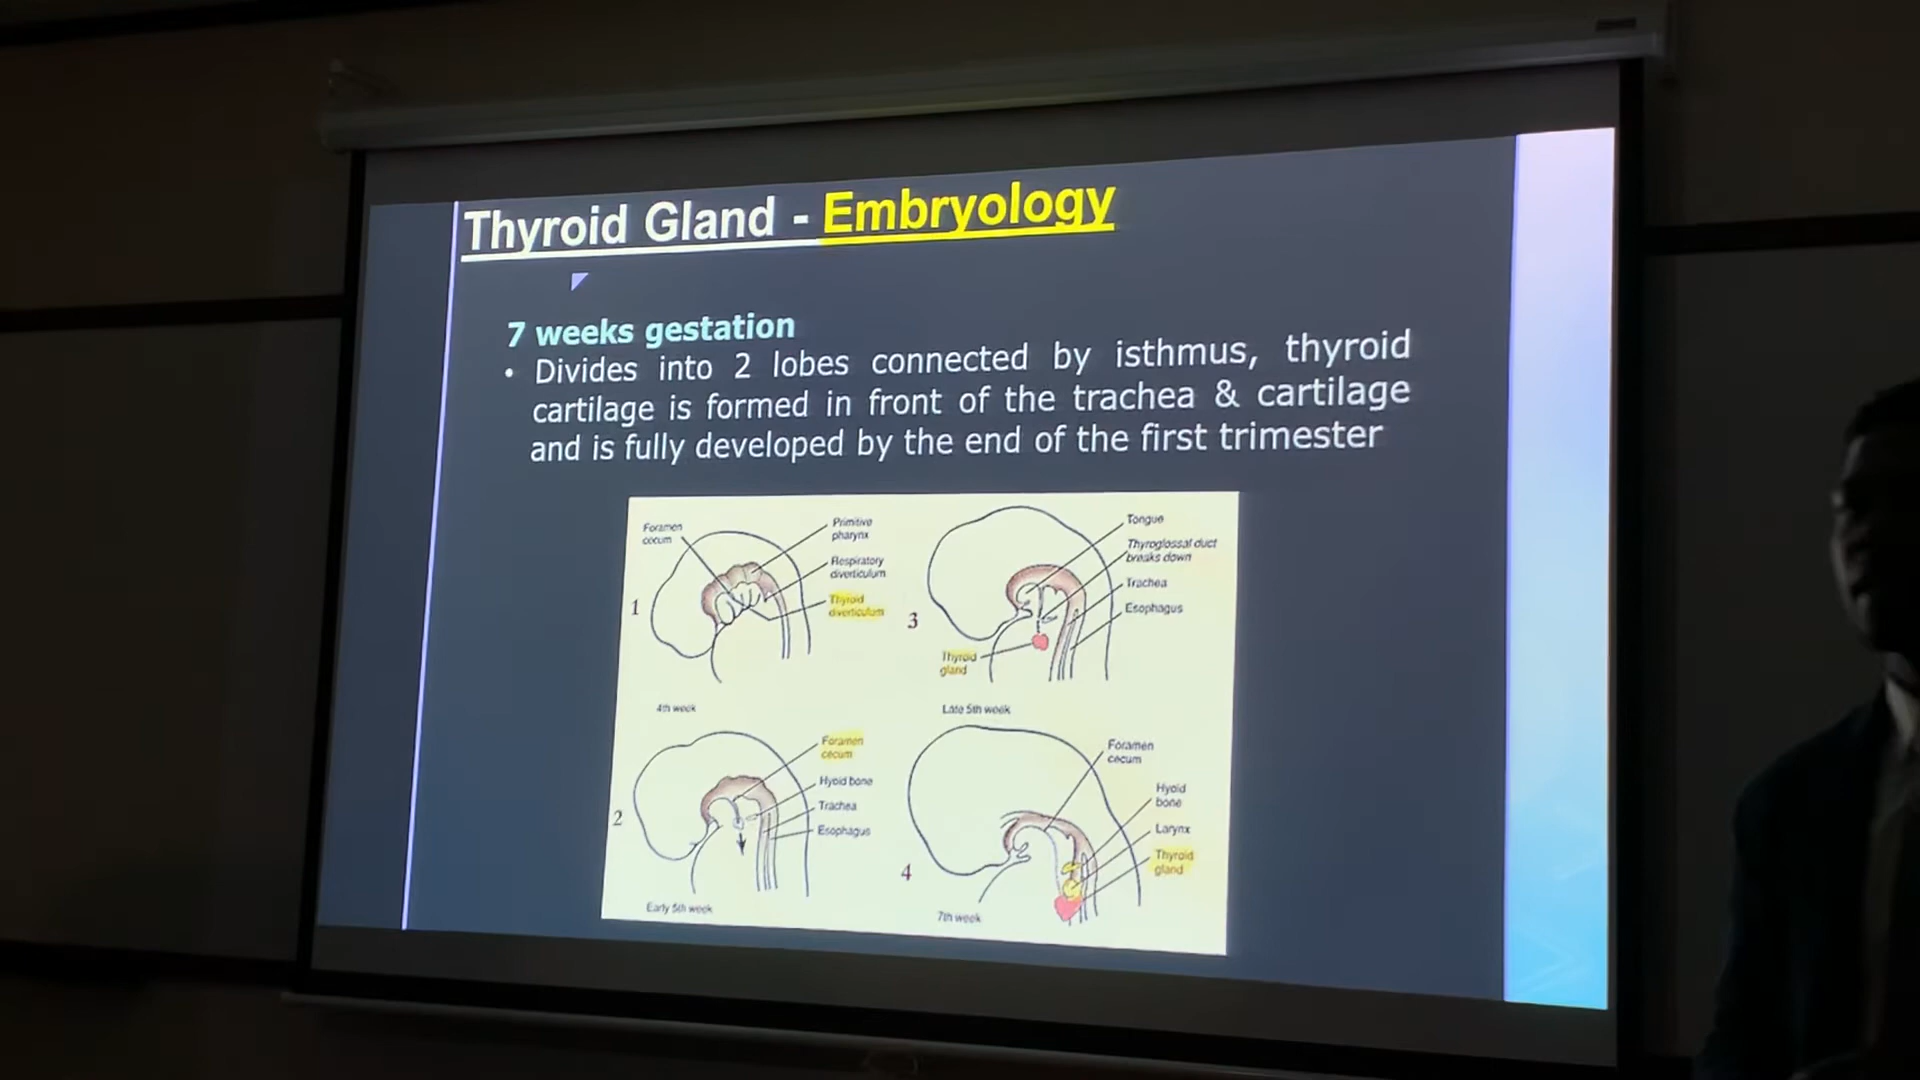 Thyroid Gland - Embryology
7 weeks gestation
• Divides into 2 lobes connected by isthmus, thyroid
cartilage is formed in front of the trachea & cartilage
and is fully developed by the end of the first trimester
Foramen
cecum
Primitive
pharynx
Respiratory
diverticulum
Thyroid
diverticulum
1
4th week
Foramen
cecum
Hyoid bone
Trachea
Esophagus
2
Early 5th week
Tongue
Thyroglossal duct
breaks down
Trachea
Esophagus
3
Thyroid
gland
Late 5th week
Foramen
cecum
Hyoid
bone
Larynx
Thyroid
gland
4
7th week